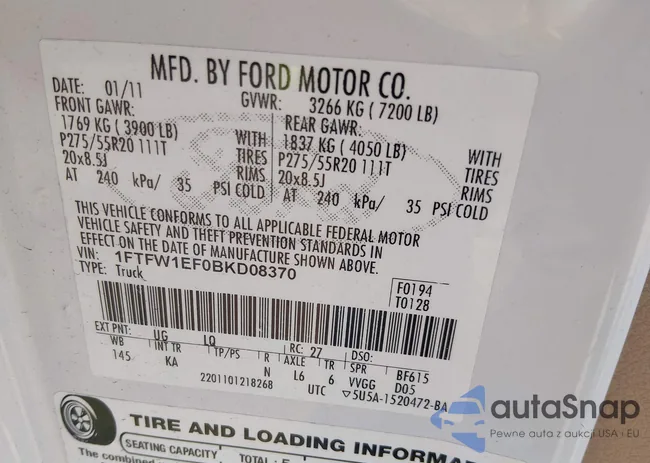 MFD. BY FORD MOTOR CO.
DATE: 01/11 GVWR: 3266 KG ( 7200 LB)
FRONT GAWR: REAR GAWR:
1769 KG ( 3900 LB) WITH 1837 KG ( 4050 LB) WITH
P275/55R20 111T TIRES P275/55R20 111T TIRES
20x8.5J RIMS 20x8.5J RIMS
AT 240 kPa/ 35 PSI COLD AT 240 kPa/ 35 PSI COLD
THIS VEHICLE CONFORMS TO ALL APPLICABLE FEDERAL MOTOR
VEHICLE SAFETY AND THEFT PREVENTION STANDARDS IN
EFFECT ON THE DATE OF MANUFACTURE SHOWN ABOVE.
VIN: 1FTFW1EF0BKD08370
TYPE: Truck
F0194
T0128
EXT PNT: UG LQ RC: 27 DSO:
WB INT TR TP/PS R AXLE TR SPR BF615
145 KA N L6 6 VVGG D05
2201101218268 UTC ▽5U5A-1520472-BA
TIRE AND LOADING INFORMA
SEATING CAPACITY TOTAL:
The combined
autaSnap
Pewne auta z aukcji USA i EU